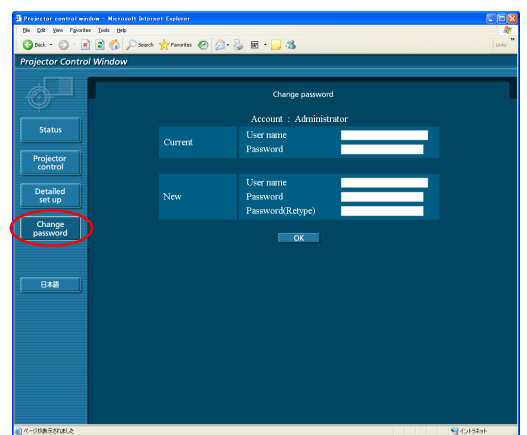 Projector control window - Microsoft Internet Explorer
File Edit View Favorites Tools Help
Back Search Favorites Links
Projector Control Window
Status
Projector
control
Detailed
set up
Change
password
日本語
Change password
Account : Administrator
Current
User name
Password
New
User name
Password
Password(Retype)
OK
ページが表示されました
イントラネット